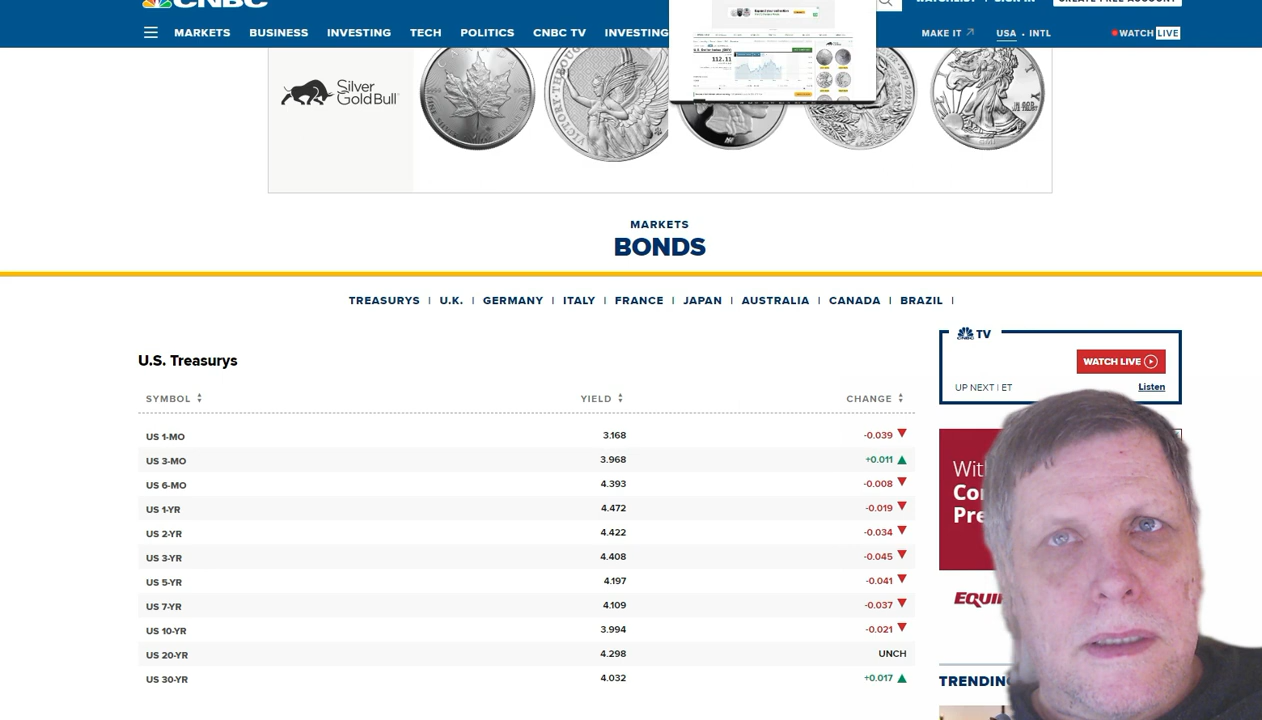 CNBC
SIGN IN
CREATE FREE ACCOUNT
MARKETS BUSINESS INVESTING TECH POLITICS CNBC TV INVESTING
MAKE IT USA • INTL WATCH LIVE
112.11
Silver
Gold Bull
MARKETS
BONDS
TREASURYS | U.K. | GERMANY | ITALY | FRANCE | JAPAN | AUSTRALIA | CANADA | BRAZIL |
U.S. Treasurys
SYMBOL YIELD CHANGE
US 1-MO 3.168 -0.039
US 3-MO 3.968 +0.011
US 6-MO 4.393 -0.008
US 1-YR 4.472 -0.019
US 2-YR 4.422 -0.034
US 3-YR 4.408 -0.045
US 5-YR 4.197 -0.041
US 7-YR 4.109 -0.037
US 10-YR 3.994 -0.021
US 20-YR 4.298 UNCH
US 30-YR 4.032 +0.017
TV
WATCH LIVE
UP NEXT | ET Listen
TRENDING